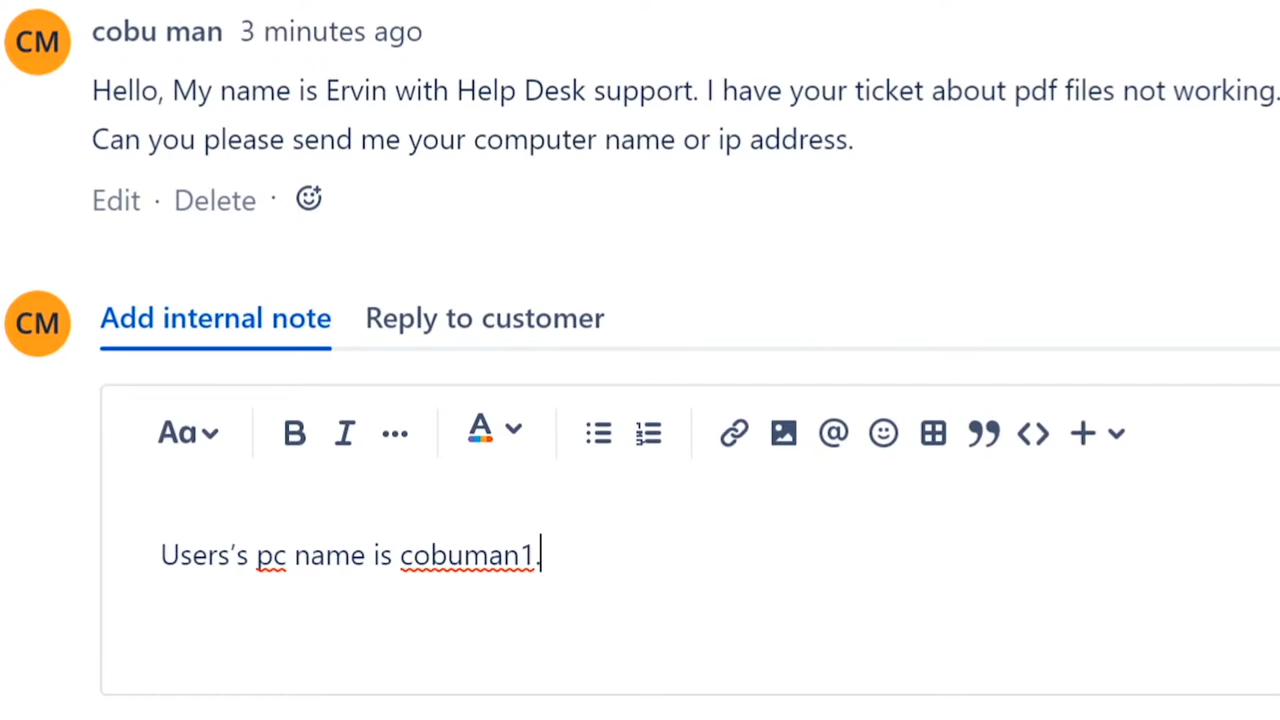 CM cobu man 3 minutes ago
Hello, My name is Ervin with Help Desk support. I have your ticket about pdf files not working.
Can you please send me your computer name or ip address.
Edit · Delete ·
CM Add internal note Reply to customer
Aa B I ... A @ <> +
Users’s pc name is cobuman1.